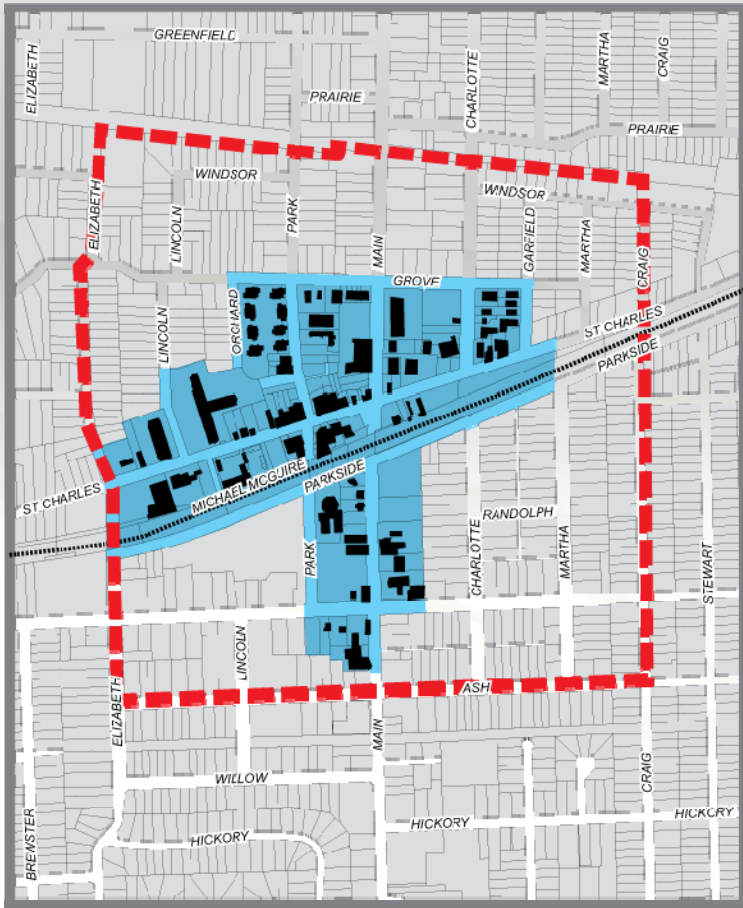 GREENFIELD
ELIZABETH
CHARLOTTE
MARTHA
CRAIG
PRAIRIE
PRAIRIE
WINDSOR
WINDSOR
ELIZABETH
LINCOLN
PARK
MAIN
GARFIELD
MARTHA
CRAIG
GROVE
LINCOLN
ORCHARD
ST CHARLES
PARKSIDE
ST CHARLES
MICHAEL MCGUIRE
PARKSIDE
RANDOLPH
PARK
CHARLOTTE
MARTHA
STEWART
LINCOLN
ELIZABETH
ASH
MAIN
CRAIG
WILLOW
BREWSTER
HICKORY
HICKORY
HICKORY